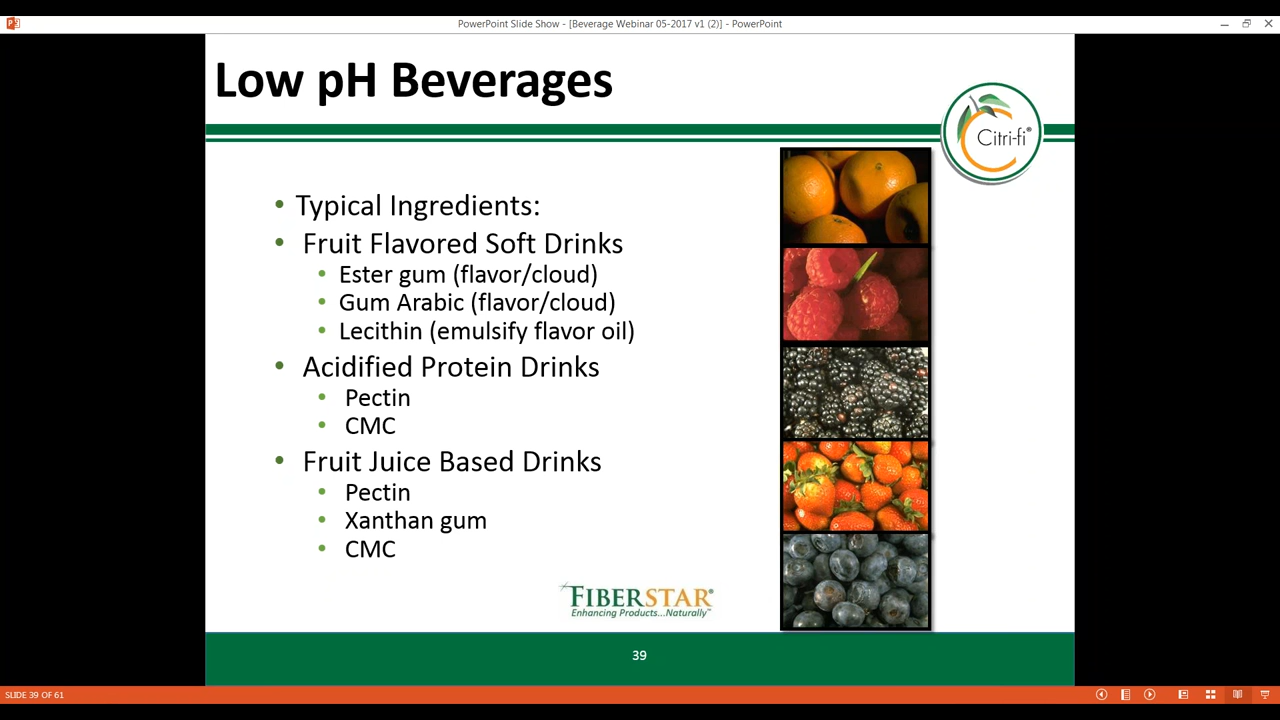 PowerPoint Slide Show - [Beverage Webinar 05-2017 v1 (2)] - PowerPoint
Low pH Beverages
Citri-fi®
• Typical Ingredients:
• Fruit Flavored Soft Drinks
• Ester gum (flavor/cloud)
• Gum Arabic (flavor/cloud)
• Lecithin (emulsify flavor oil)
• Acidified Protein Drinks
• Pectin
• CMC
• Fruit Juice Based Drinks
• Pectin
• Xanthan gum
• CMC
FIBERSTAR®
Enhancing Products...Naturally™
39
SLIDE 39 OF 61